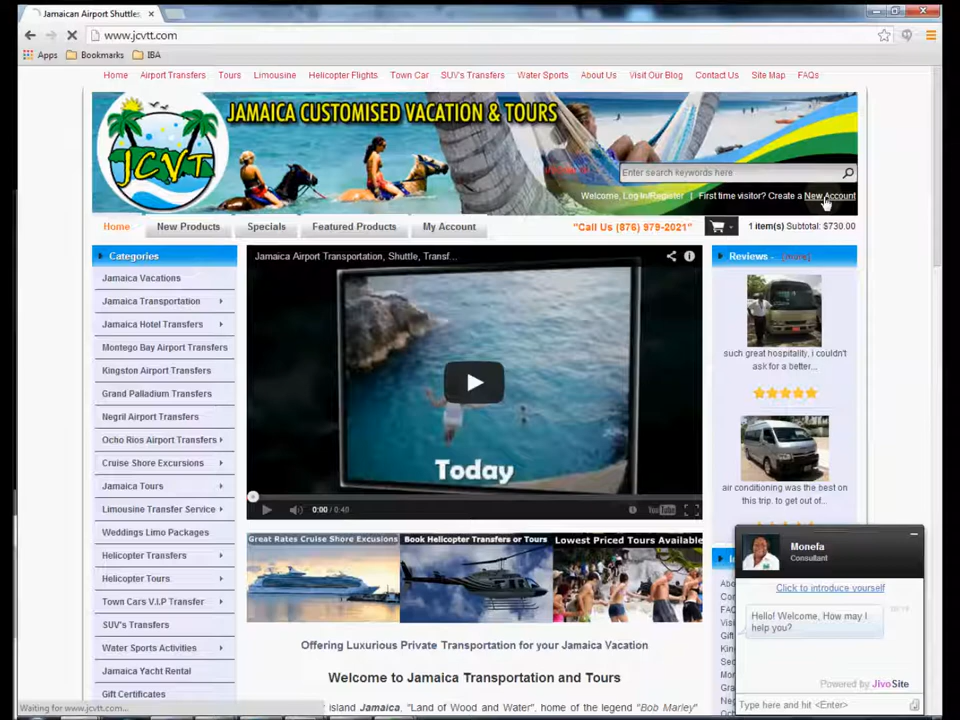 Jamaican Airport Shuttles,
www.jcvtt.com
Apps Bookmarks IBA
Home Airport Transfers Tours Limousine Helicopter Flights Town Car SUV's Transfers Water Sports About Us Visit Our Blog Contact Us Site Map FAQs
JAMAICA CUSTOMISED VACATION & TOURS
JCVT
Enter search keywords here
Welcome, Log In/Register | First time visitor? Create a New Account
Home New Products Specials Featured Products My Account "Call Us (876) 979-2021" 1 item(s) Subtotal: $730.00
Categories
Jamaica Vacations
Jamaica Transportation
Jamaica Hotel Transfers
Montego Bay Airport Transfers
Kingston Airport Transfers
Grand Palladium Transfers
Negril Airport Transfers
Ocho Rios Airport Transfers
Cruise Shore Excursions
Jamaica Tours
Limousine Transfer Service
Weddings Limo Packages
Helicopter Transfers
Helicopter Tours
Town Cars V.I.P Transfer
SUV's Transfers
Water Sports Activities
Jamaica Yacht Rental
Gift Certificates
Waiting for www.jcvtt.com...
Jamaica Airport Transportation, Shuttle, Transf...
Today
0:00 / 0:40
YouTube
Great Rates Cruise Shore Excusions
Book Helicopter Transfers or Tours
Lowest Priced Tours Available
Offering Luxurious Private Transportation for your Jamaica Vacation
Welcome to Jamaica Transportation and Tours
island Jamaica, "Land of Wood and Water", home of the legend "Bob Marley"
Reviews - [more]
such great hospitality, i couldn't
ask for a better...
air conditioning was the best on
this trip. to get out of...
Monefa
Consultant
Click to introduce yourself
Hello! Welcome, How may I
help you?
Powered by JivoSite
Type here and hit <Enter>